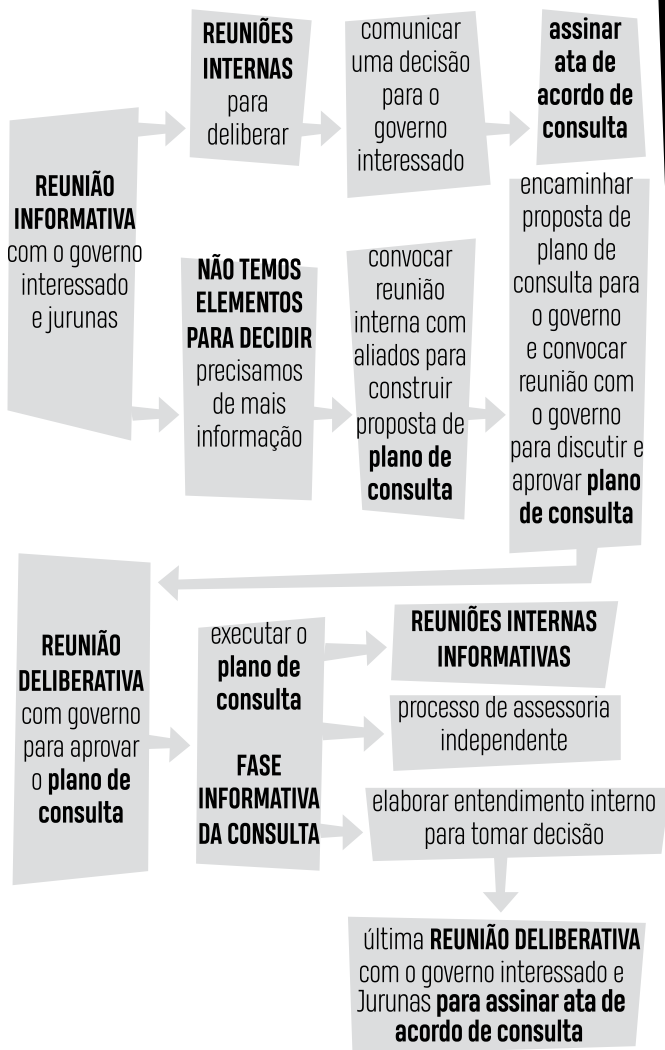 REUNIÃO
INFORMATIVA
com o governo
interessado
e jurunas
REUNIÕES
INTERNAS
para
deliberar
comunicar
uma decisão
para o
governo
interessado
assinar
ata de
acordo de
consulta
NÃO TEMOS
ELEMENTOS
PARA DECIDIR
precisamos
de mais
informação
convocar
reunião
interna com
aliados para
construir
proposta de
plano de
consulta
encaminhar
proposta de
plano de
consulta para
o governo
e convocar
reunião com
o governo
para discutir e
aprovar plano
de consulta
REUNIÃO
DELIBERATIVA
com governo
para aprovar
o plano de
consulta
executar o
plano de
consulta
FASE
INFORMATIVA
DA CONSULTA
REUNIÕES INTERNAS
INFORMATIVAS
processo de assessoria
independente
elaborar entendimento interno
para tomar decisão
última REUNIÃO DELIBERATIVA
com o governo interessado e
Jurunas para assinar ata de
acordo de consulta